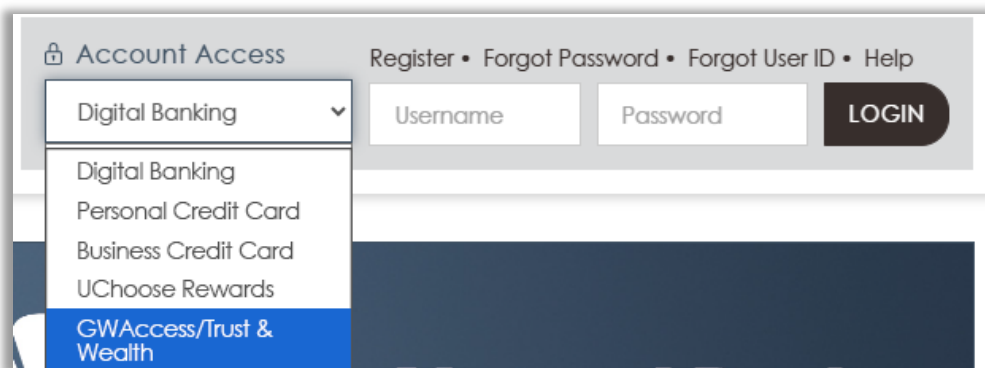 Account Access
Register • Forgot Password • Forgot User ID • Help
Digital Banking
Username
Password
LOGIN
Digital Banking
Personal Credit Card
Business Credit Card
UChoose Rewards
GWAccess/Trust &
Wealth